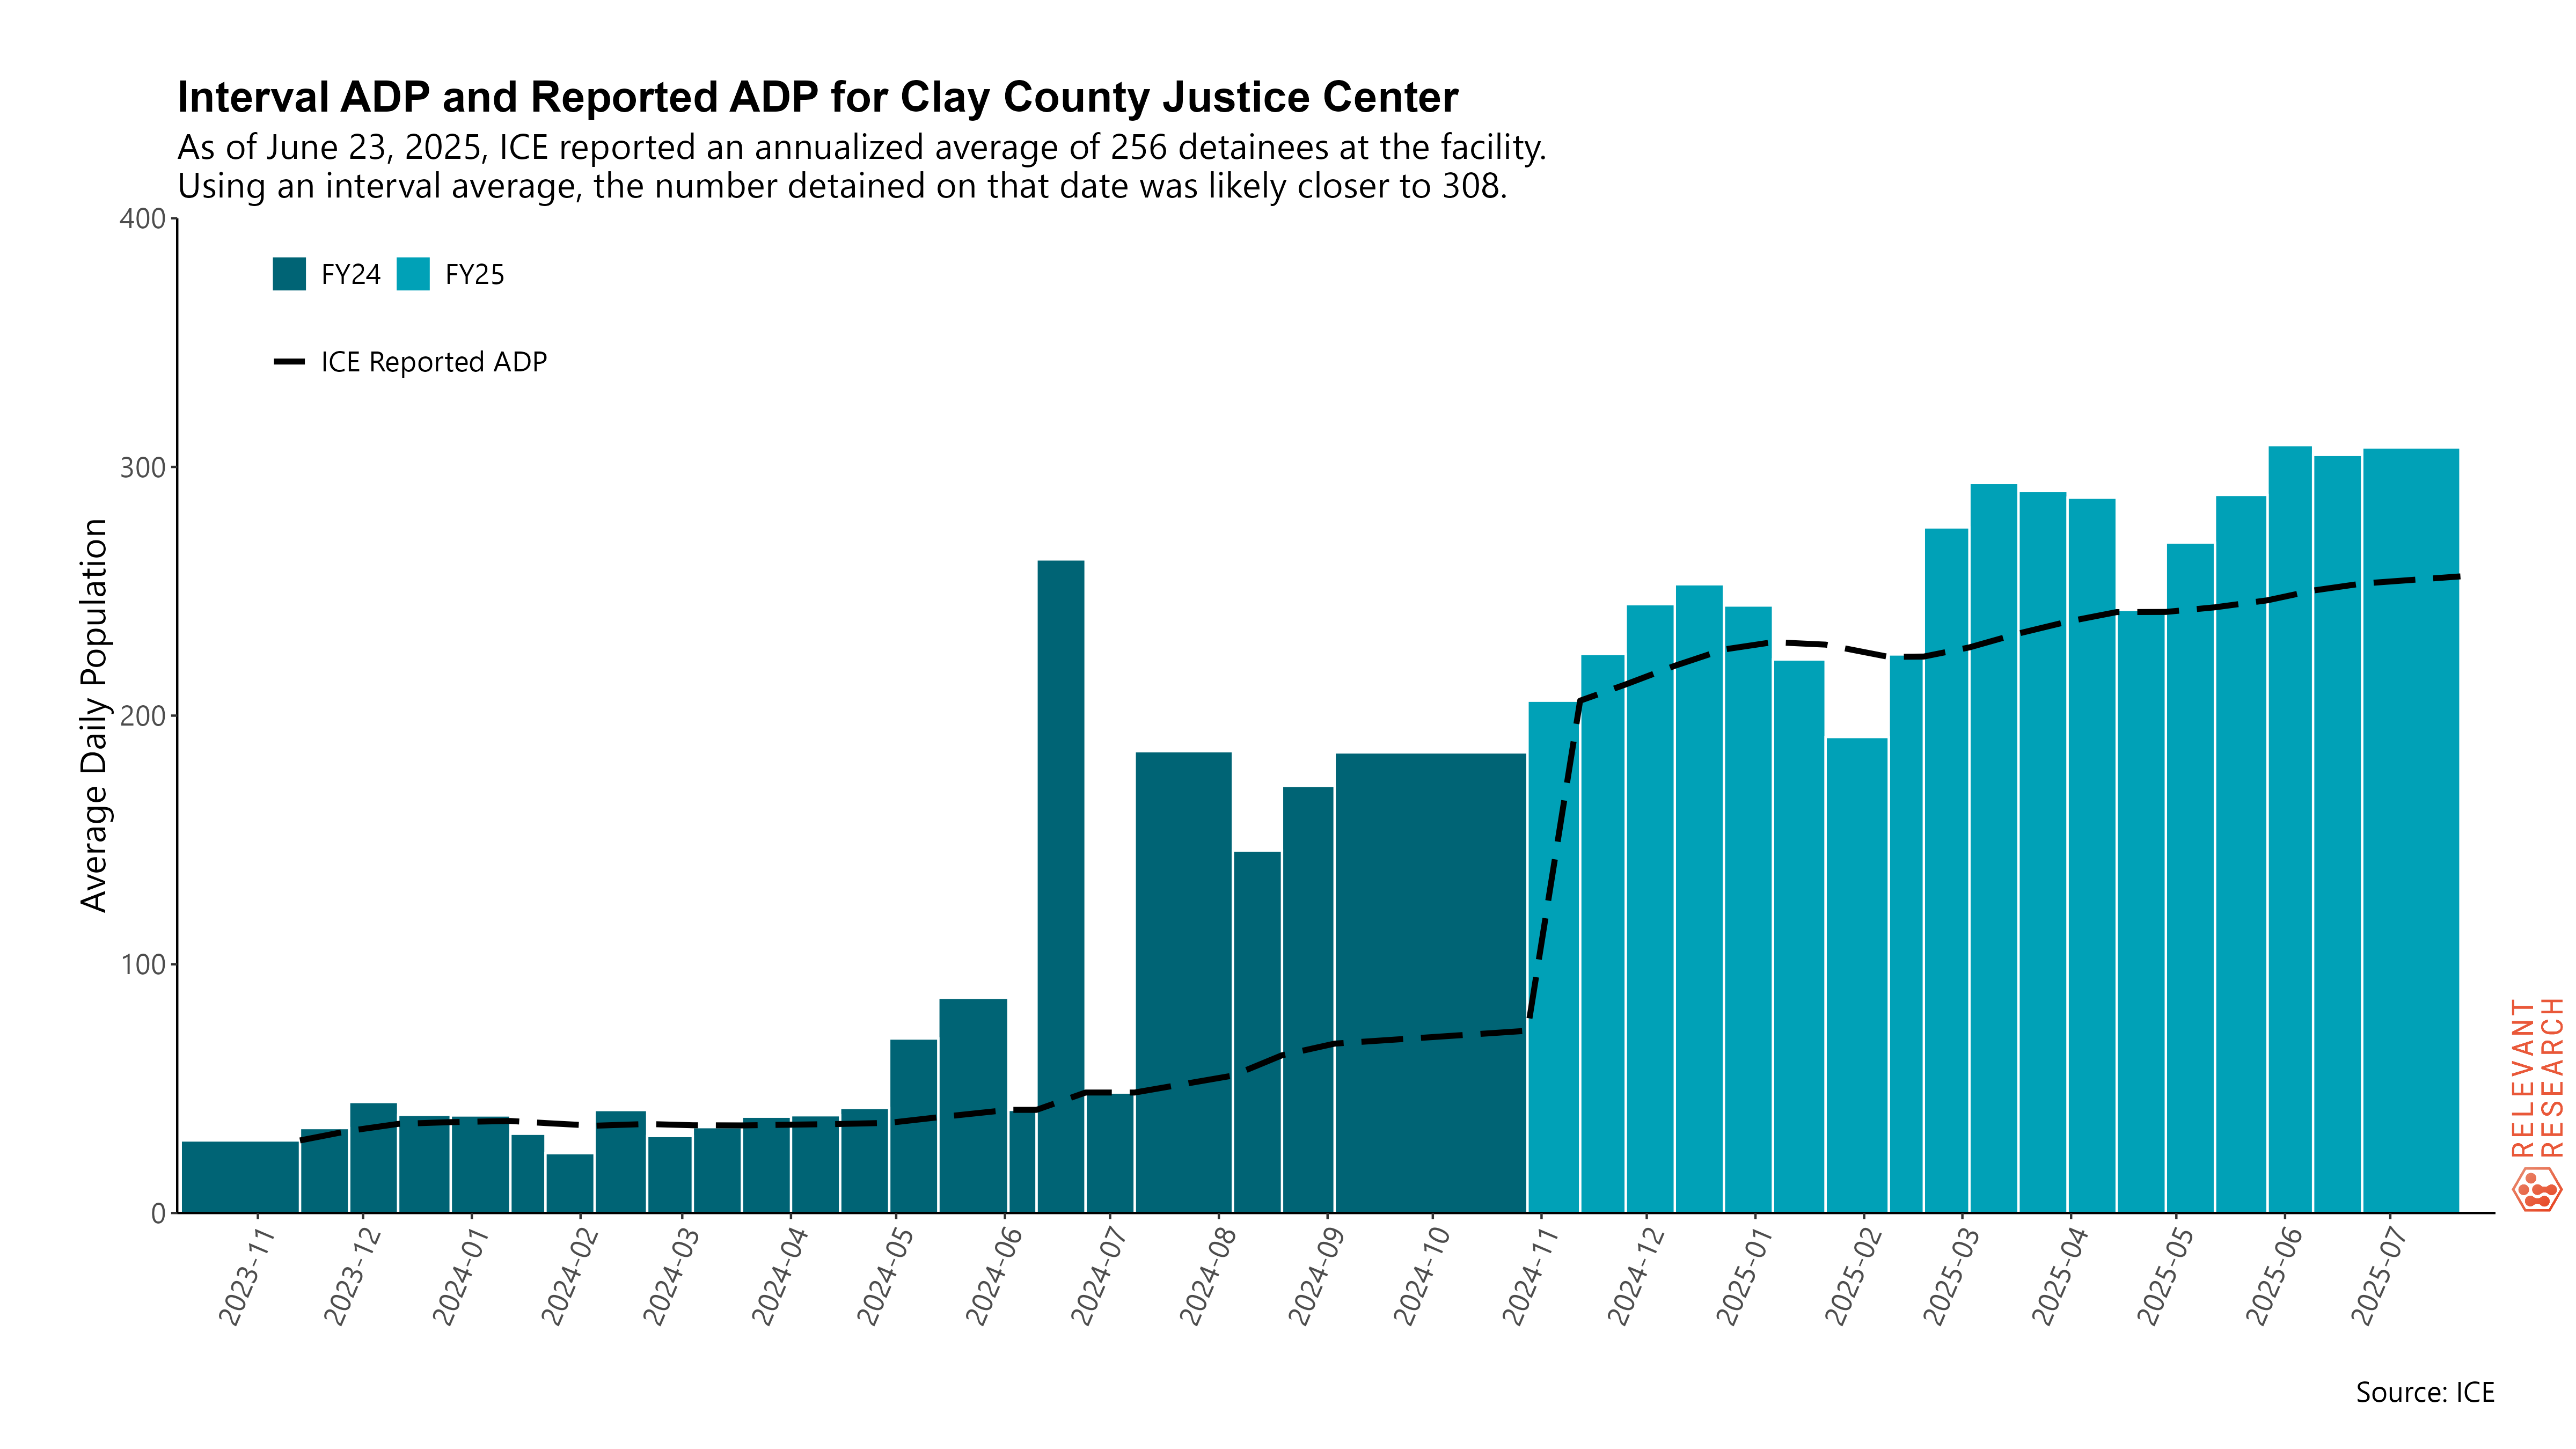 Interval ADP and Reported ADP for Clay County Justice Center
As of June 23, 2025, ICE reported an annualized average of 256 detainees at the facility.
Using an interval average, the number detained on that date was likely closer to 308.
400
300
200
100
0
Average Daily Population
FY24 FY25
ICE Reported ADP
2023-11
2023-12
2024-01
2024-02
2024-03
2024-04
2024-05
2024-06
2024-07
2024-08
2024-09
2024-10
2024-11
2024-12
2025-01
2025-02
2025-03
2025-04
2025-05
2025-06
2025-07
RELEVANT
RESEARCH
Source: ICE